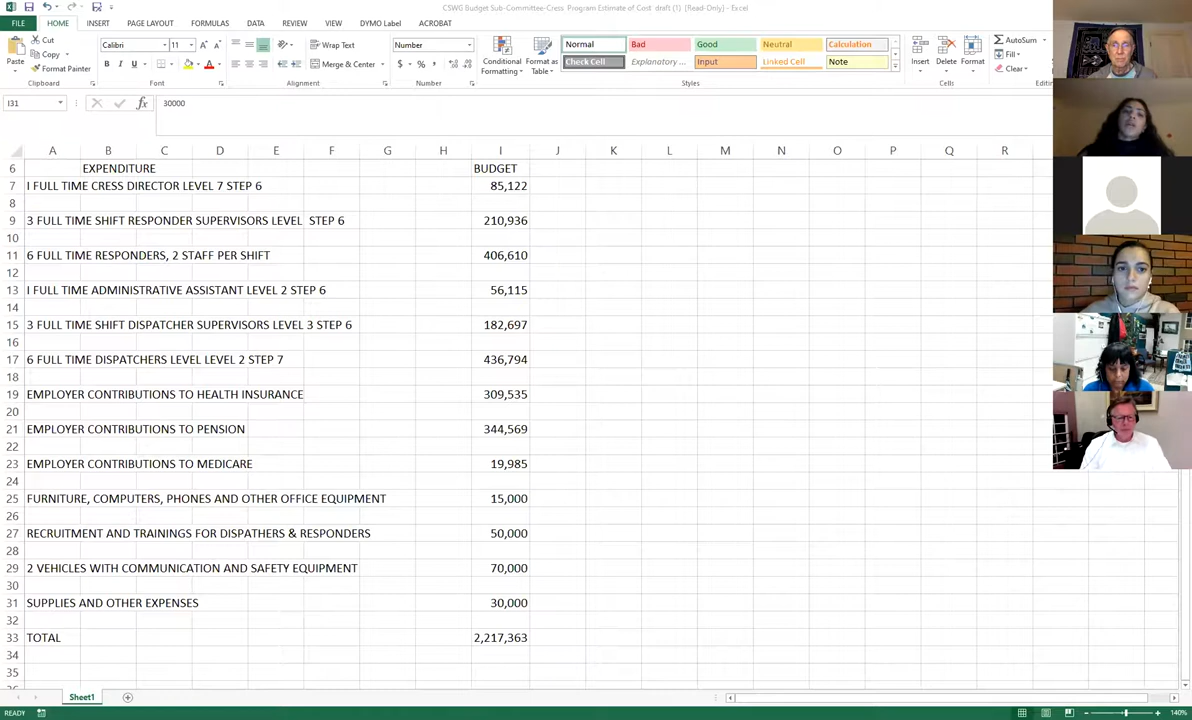 CSWG Budget Sub-Committee-Cress Program Estimate of Cost draft (1) [Read-Only] - Excel
FILE HOME INSERT PAGE LAYOUT FORMULAS DATA REVIEW VIEW DYMO Label ACROBAT
Cut
Copy
Format Painter
Paste
Clipboard
Calibri 11
B I U
Font
Wrap Text
Merge & Center
Alignment
Number
$ % ,
Number
Conditional Formatting
Format as Table
Normal Bad Good Neutral Calculation
Check Cell Explanatory ... Input Linked Cell Note
Styles
Insert Delete Format
Cells
AutoSum
Fill
Clear
I31 fx 30000
A B C D E F G H I J K L M N O P Q R
6 EXPENDITURE BUDGET
7 I FULL TIME CRESS DIRECTOR LEVEL 7 STEP 6 85,122
8
9 3 FULL TIME SHIFT RESPONDER SUPERVISORS LEVEL STEP 6 210,936
10
11 6 FULL TIME RESPONDERS, 2 STAFF PER SHIFT 406,610
12
13 I FULL TIME ADMINISTRATIVE ASSISTANT LEVEL 2 STEP 6 56,115
14
15 3 FULL TIME SHIFT DISPATCHER SUPERVISORS LEVEL 3 STEP 6 182,697
16
17 6 FULL TIME DISPATCHERS LEVEL LEVEL 2 STEP 7 436,794
18
19 EMPLOYER CONTRIBUTIONS TO HEALTH INSURANCE 309,535
20
21 EMPLOYER CONTRIBUTIONS TO PENSION 344,569
22
23 EMPLOYER CONTRIBUTIONS TO MEDICARE 19,985
24
25 FURNITURE, COMPUTERS, PHONES AND OTHER OFFICE EQUIPMENT 15,000
26
27 RECRUITMENT AND TRAININGS FOR DISPATHERS & RESPONDERS 50,000
28
29 2 VEHICLES WITH COMMUNICATION AND SAFETY EQUIPMENT 70,000
30
31 SUPPLIES AND OTHER EXPENSES 30,000
32
33 TOTAL 2,217,363
34
35
Sheet1
READY 140%